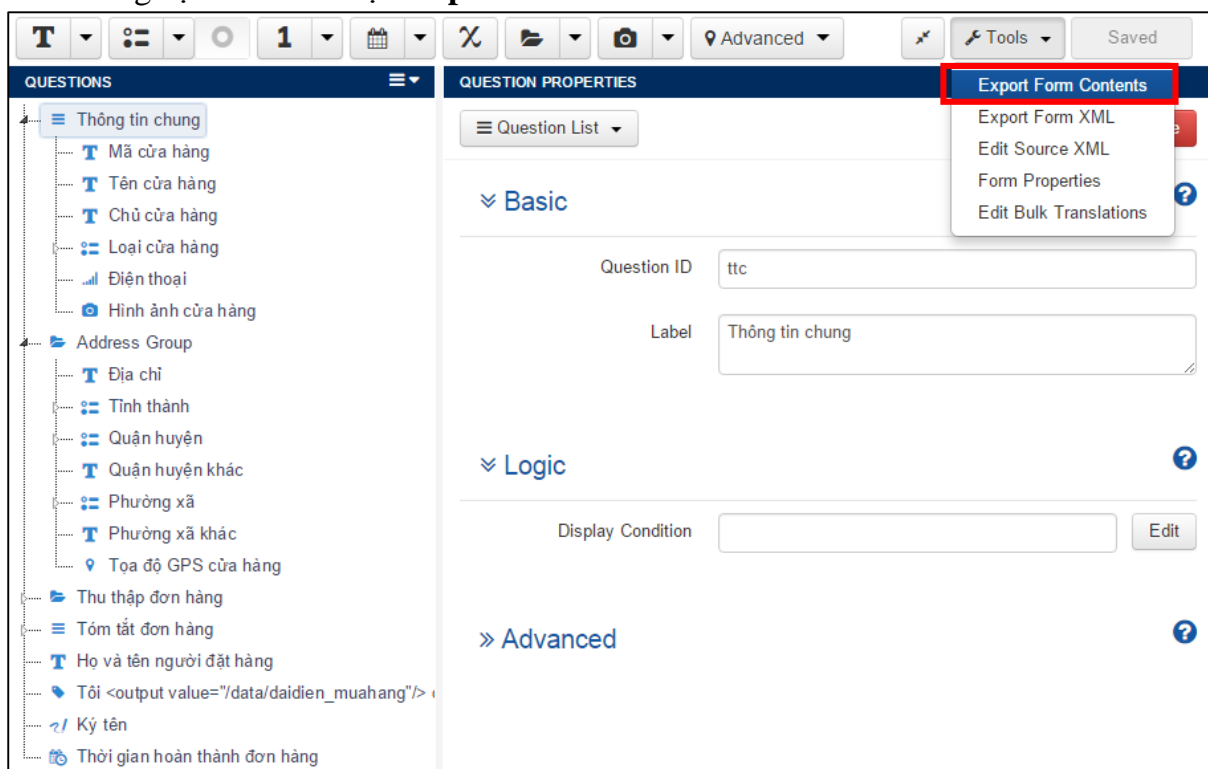 1 Advanced Tools Saved
QUESTIONS
Thông tin chung
Mã cửa hàng
Tên cửa hàng
Chủ cửa hàng
Loại cửa hàng
Điện thoại
Hình ảnh cửa hàng
Address Group
Địa chỉ
Tỉnh thành
Quận huyện
Quận huyện khác
Phường xã
Phường xã khác
Tọa độ GPS cửa hàng
Thu thập đơn hàng
Tóm tắt đơn hàng
Họ và tên người đặt hàng
Tôi <output value="/data/daidien_muahang"/>
Ký tên
Thời gian hoàn thành đơn hàng
QUESTION PROPERTIES
Question List
Export Form Contents
Export Form XML
Edit Source XML
Form Properties
Edit Bulk Translations
Basic
Question ID ttc
Label Thông tin chung
Logic
Display Condition Edit
Advanced